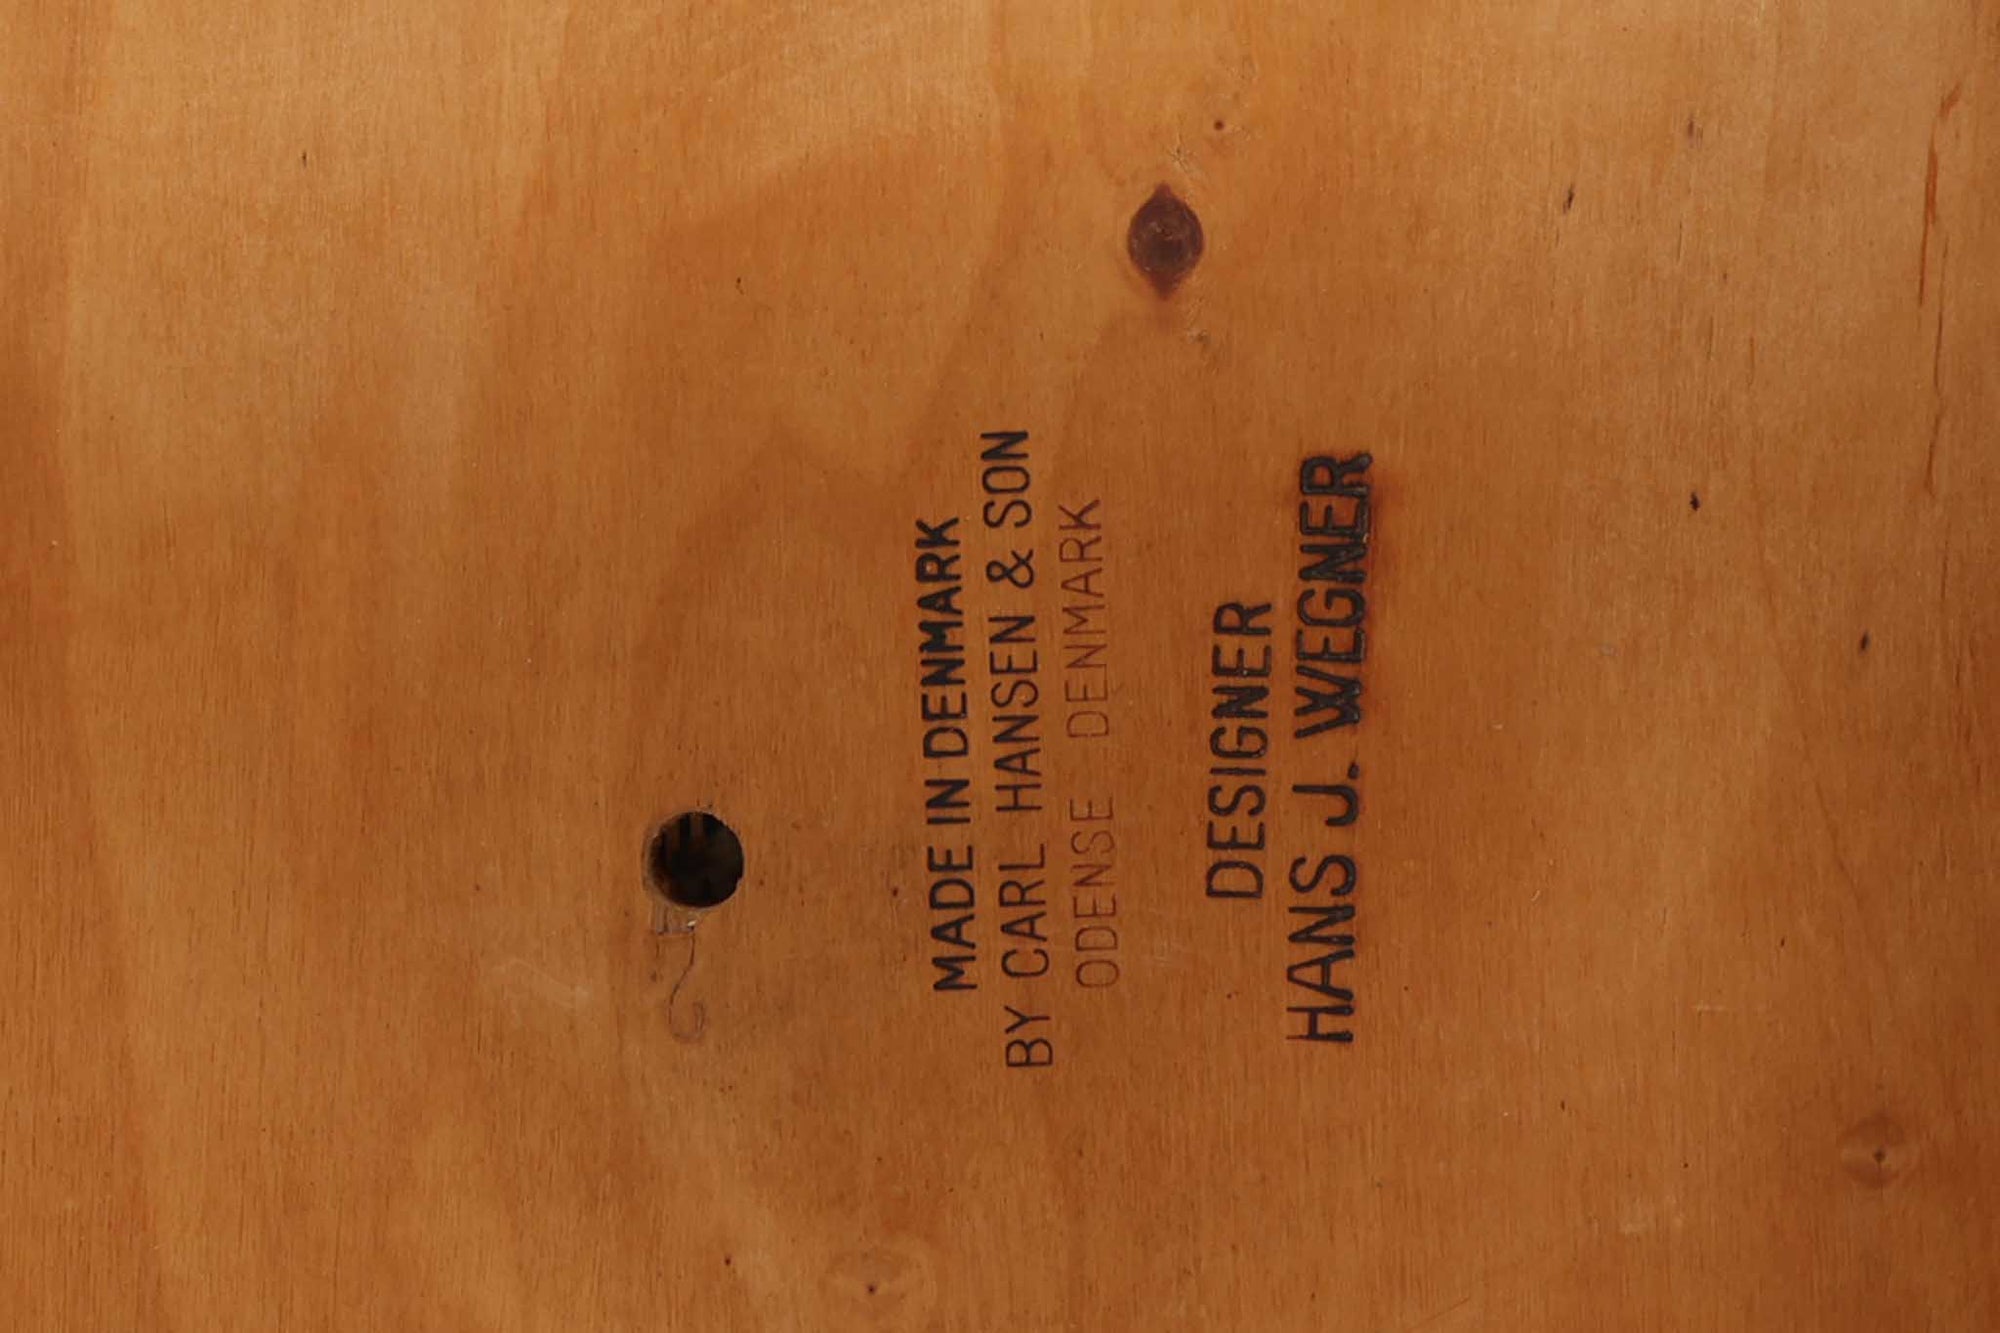 MADE IN DENMARK
BY CARL HANSEN & SON
ODENSE DENMARK
DESIGNER
HANS J. WEGNER